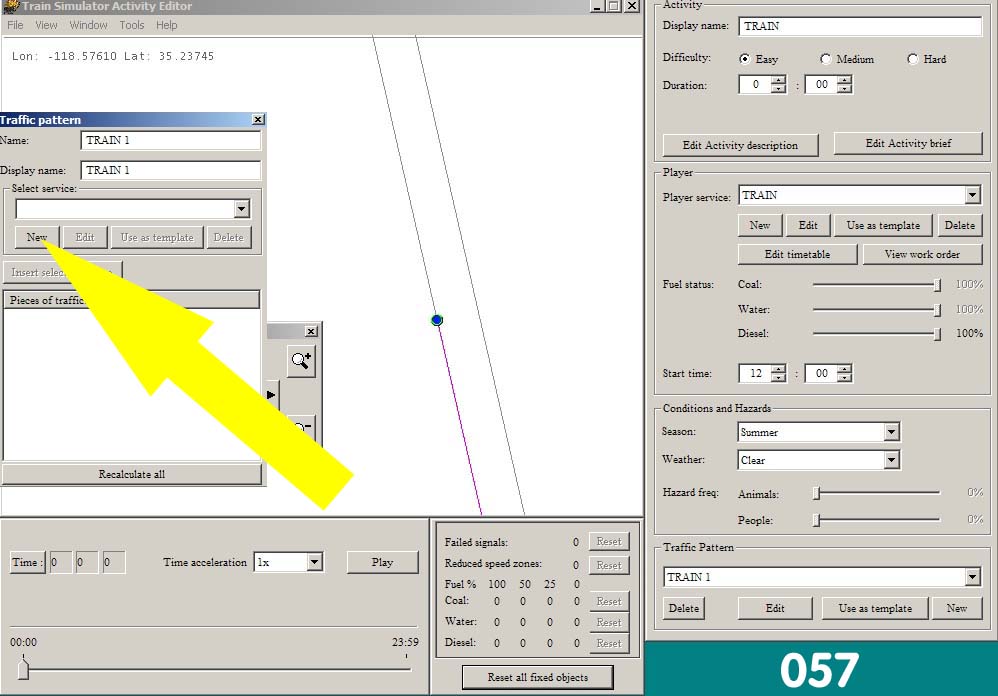 Train Simulator Activity Editor
File View Window Tools Help
Lon: -118.57610 Lat: 35.23745
Traffic pattern
Name: TRAIN 1
Display name: TRAIN 1
Select service:
New Edit Use as template Delete
Insert selec
Pieces of traffic
Recalculate all
Time : 0 0 0 Time acceleration 1x Play
00:00 23:59
Failed signals: 0 Reset
Reduced speed zones: 0 Reset
Fuel % 100 50 25 0
Coal: 0 0 0 0 Reset
Water: 0 0 0 0 Reset
Diesel: 0 0 0 0 Reset
Reset all fixed objects
Activity
Display name: TRAIN
Difficulty: Easy Medium Hard
Duration: 0 : 00
Edit Activity description Edit Activity brief
Player
Player service: TRAIN
New Edit Use as template Delete
Edit timetable View work order
Fuel status: Coal: 100%
Water: 100%
Diesel: 100%
Start time: 12 : 00
Conditions and Hazards
Season: Summer
Weather: Clear
Hazard freq: Animals: 0%
People: 0%
Traffic Pattern
TRAIN 1
Delete Edit Use as template New
057